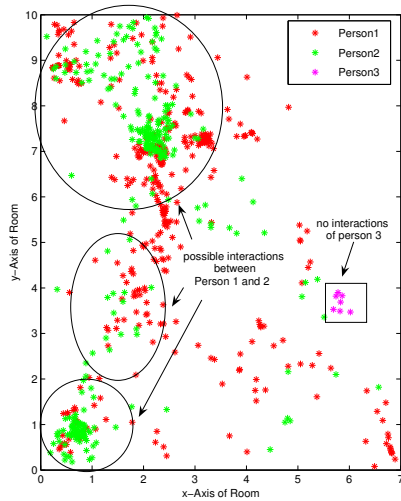 Person1
Person2
Person3
possible interactions
between
Person 1 and 2
no interactions
of person 3
y-Axis of Room
10
9
8
7
6
5
4
3
2
1
0
0 1 2 3 4 5 6 7
x-Axis of Room